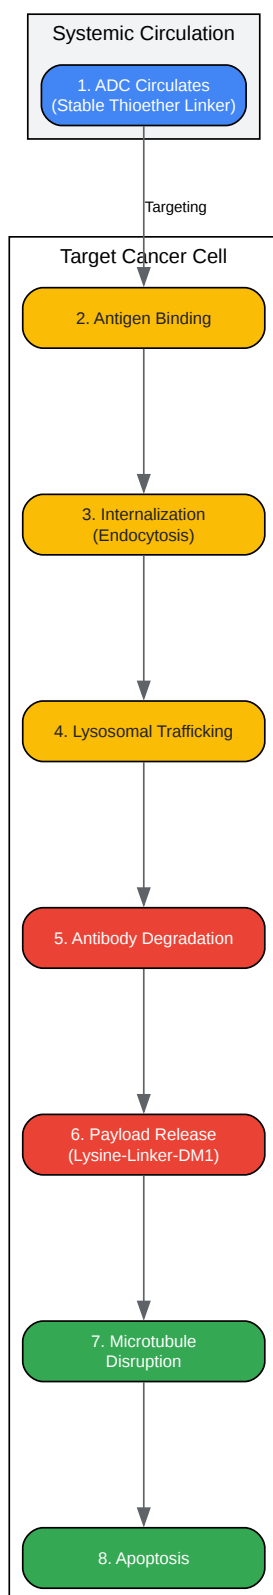 Systemic Circulation
1. ADC Circulates
(Stable Thioether Linker)
Targeting
Target Cancer Cell
2. Antigen Binding
3. Internalization
(Endocytosis)
4. Lysosomal Trafficking
5. Antibody Degradation
6. Payload Release
(Lysine-Linker-DM1)
7. Microtubule
Disruption
8. Apoptosis